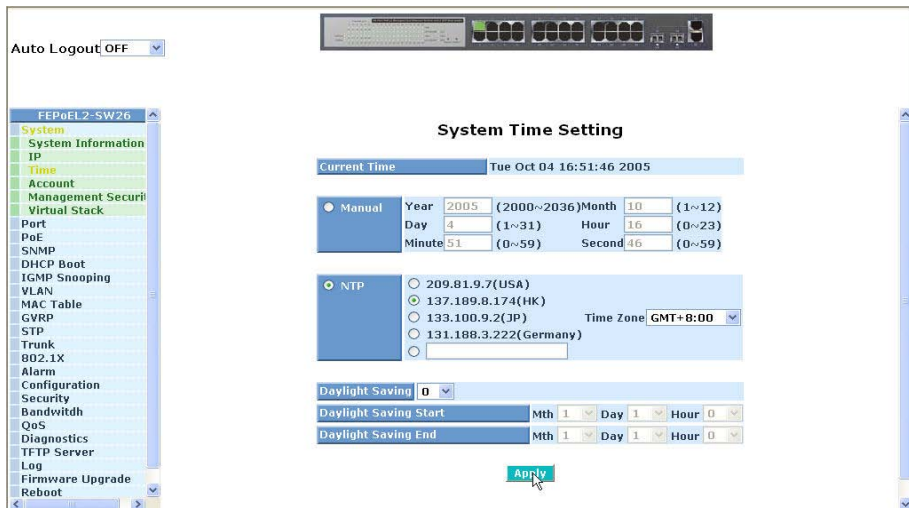 Auto Logout OFF
FEPoEL2-SW26
System
System Information
IP
Time
Account
Management Securi
Virtual Stack
Port
PoE
SNMP
DHCP Boot
IGMP Snooping
VLAN
MAC Table
GVRP
STP
Trunk
802.1X
Alarm
Configuration
Security
Bandwitdh
QoS
Diagnostics
TFTP Server
Log
Firmware Upgrade
Reboot
System Time Setting
Current Time Tue Oct 04 16:51:46 2005
Manual
Year 2005 (2000~2036) Month 10 (1~12)
Day 4 (1~31) Hour 16 (0~23)
Minute 51 (0~59) Second 46 (0~59)
NTP
209.81.9.7(USA)
137.189.8.174(HK)
133.100.9.2(JP) Time Zone GMT+8:00
131.188.3.222(Germany)
Daylight Saving 0
Daylight Saving Start Mth 1 Day 1 Hour 0
Daylight Saving End Mth 1 Day 1 Hour 0
Apply